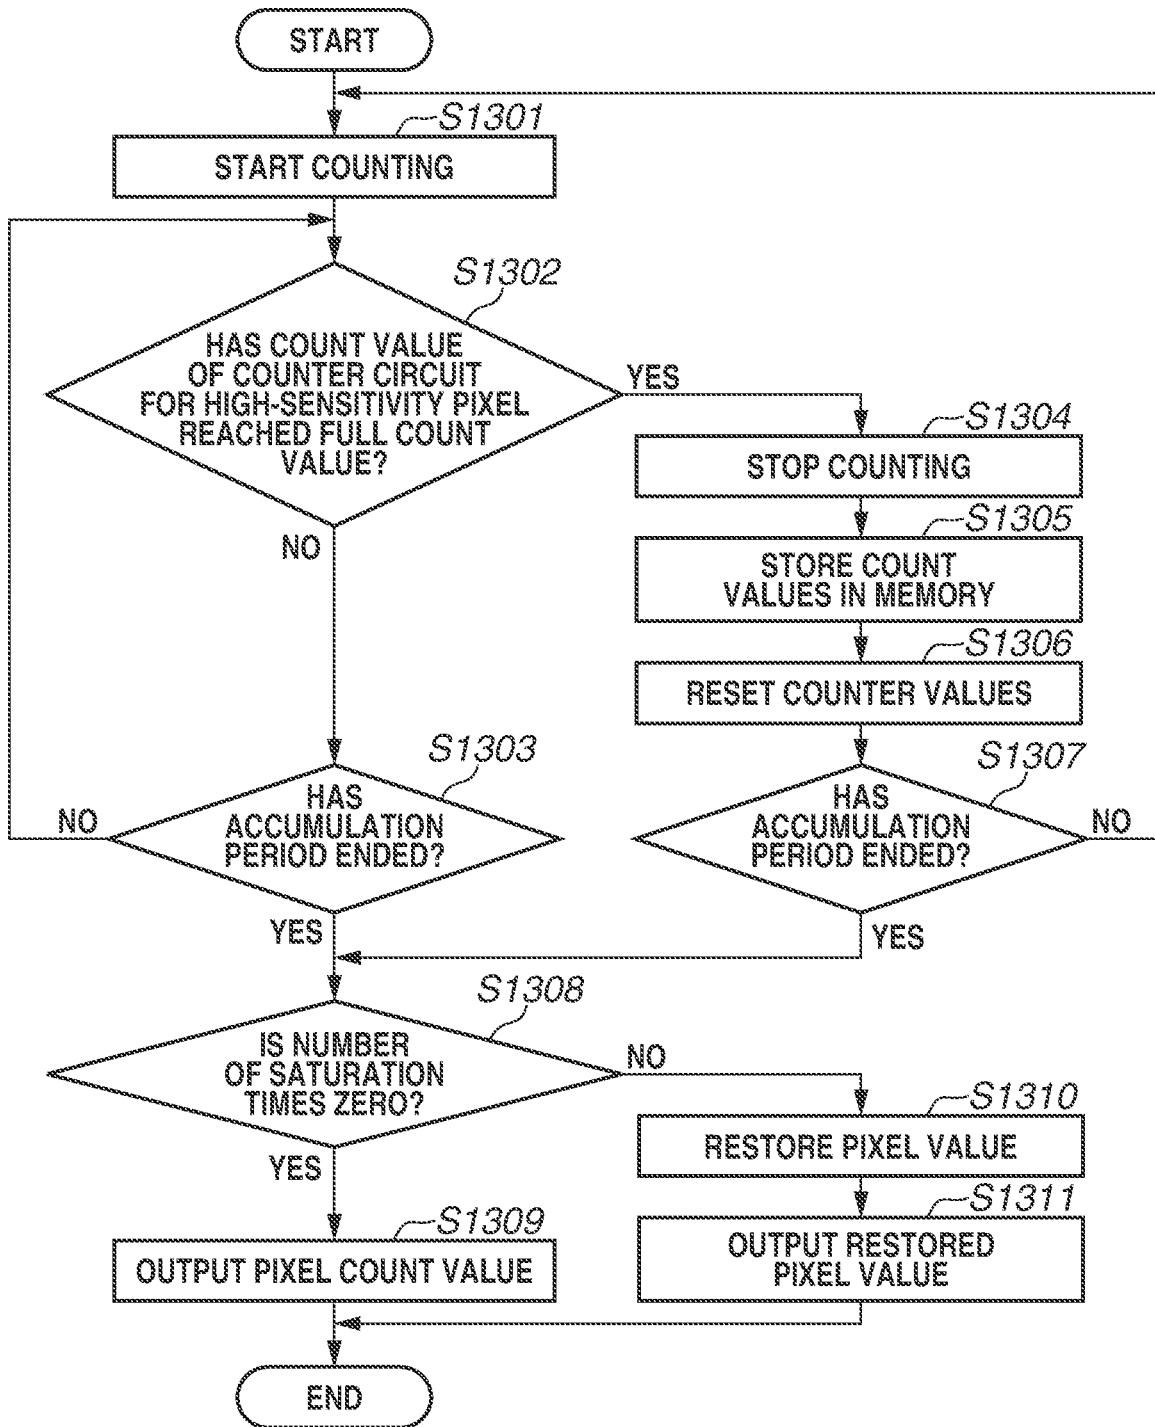 START
S1301
START COUNTING
S1302
HAS COUNT VALUE
OF COUNTER CIRCUIT
FOR HIGH-SENSITIVITY PIXEL
REACHED FULL COUNT
VALUE?
YES
NO
S1304
STOP COUNTING
S1305
STORE COUNT
VALUES IN MEMORY
S1306
RESET COUNTER VALUES
S1303
HAS
ACCUMULATION
PERIOD ENDED?
NO
YES
S1307
HAS
ACCUMULATION
PERIOD ENDED?
NO
YES
S1308
IS NUMBER
OF SATURATION
TIMES ZERO?
NO
YES
S1310
RESTORE PIXEL VALUE
S1309
OUTPUT PIXEL COUNT VALUE
S1311
OUTPUT RESTORED
PIXEL VALUE
END